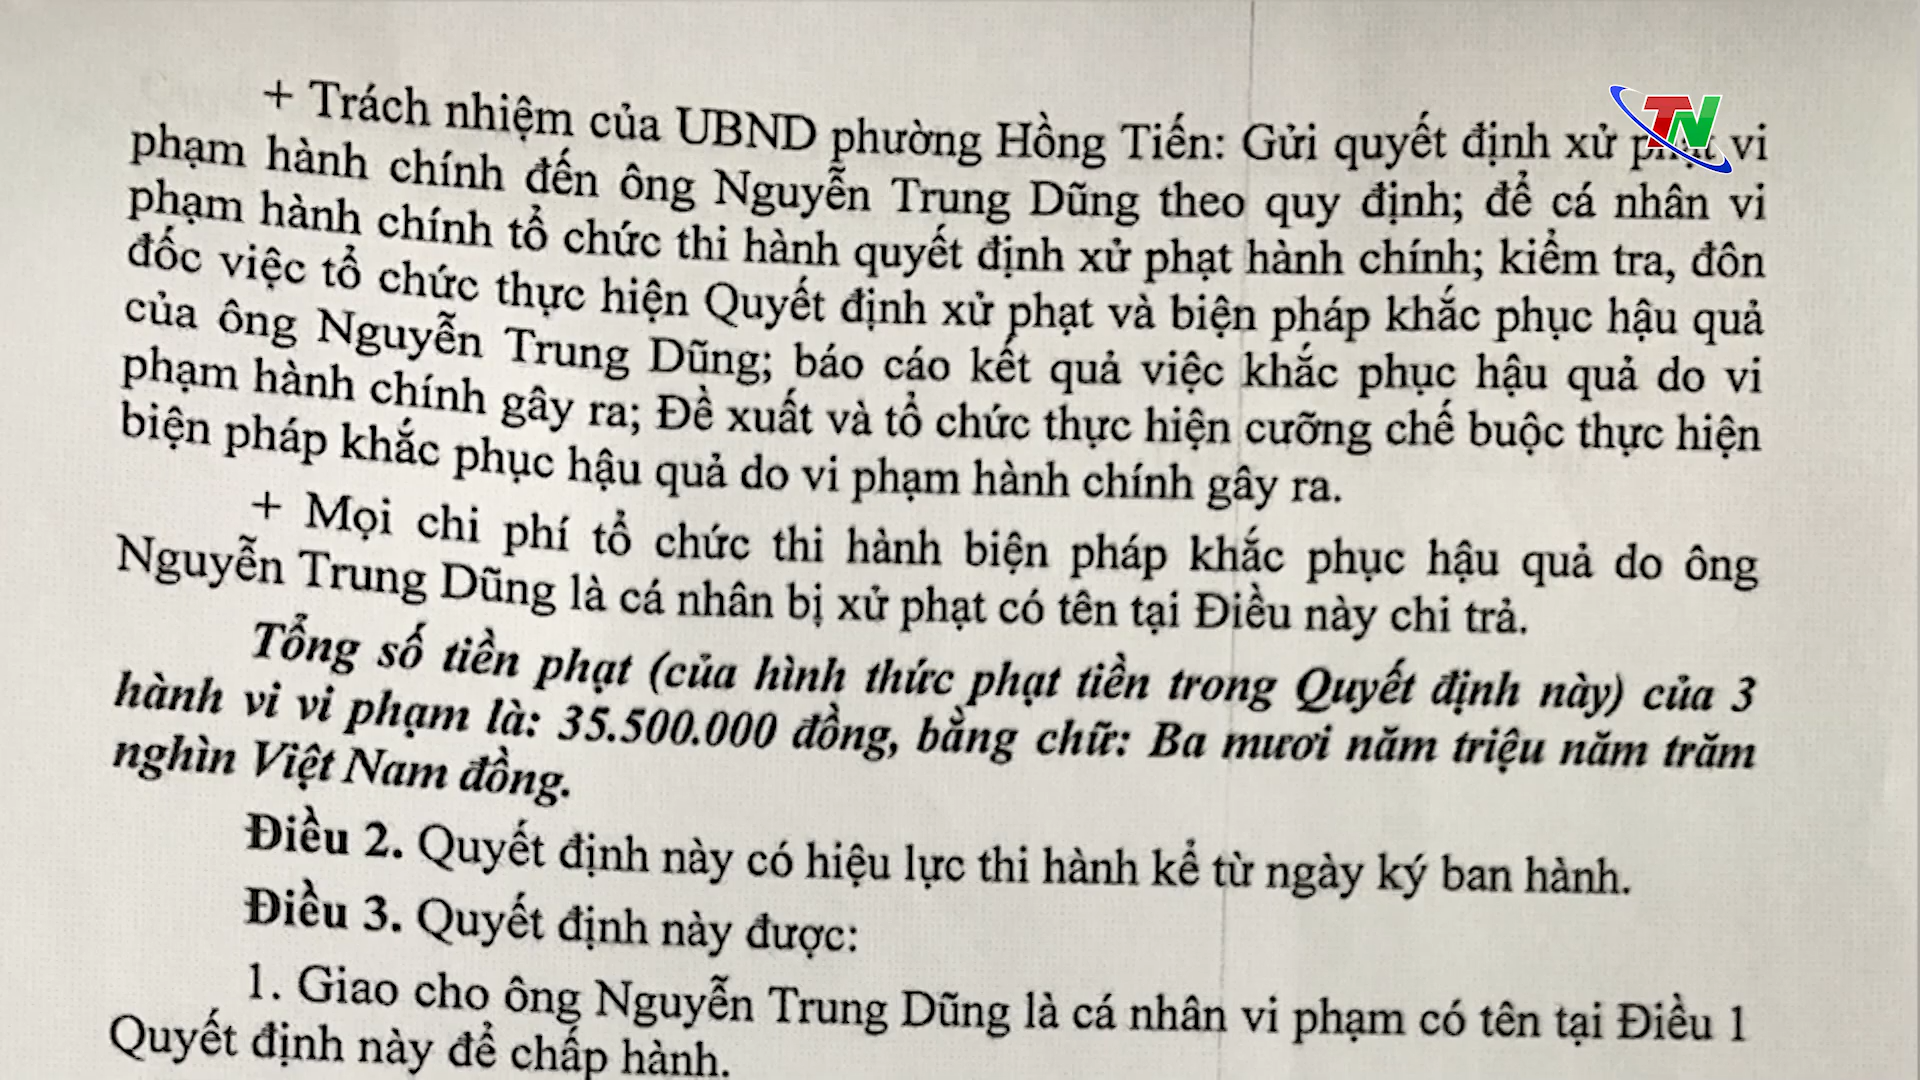 + Trách nhiệm của UBND phường Hồng Tiến: Gửi quyết định xử phạt vi
phạm hành chính đến ông Nguyễn Trung Dũng theo quy định; để cá nhân vi
phạm hành chính tổ chức thi hành quyết định xử phạt hành chính; kiểm tra, đôn
đốc việc tổ chức thực hiện Quyết định xử phạt và biện pháp khắc phục hậu quả
của ông Nguyễn Trung Dũng; báo cáo kết quả việc khắc phục hậu quả do vi
phạm hành chính gây ra; Đề xuất và tổ chức thực hiện cưỡng chế buộc thực hiện
biện pháp khắc phục hậu quả do vi phạm hành chính gây ra.
+ Mọi chi phí tổ chức thi hành biện pháp khắc phục hậu quả do ông
Nguyễn Trung Dũng là cá nhân bị xử phạt có tên tại Điều này chi trả.
Tổng số tiền phạt (của hình thức phạt tiền trong Quyết định này) của 3
hành vi vi phạm là: 35.500.000 đồng, bằng chữ: Ba mươi năm triệu năm trăm
nghìn Việt Nam đồng.
Điều 2. Quyết định này có hiệu lực thi hành kể từ ngày ký ban hành.
Điều 3. Quyết định này được:
1. Giao cho ông Nguyễn Trung Dũng là cá nhân vi phạm có tên tại Điều 1
Quyết định này để chấp hành.
TN